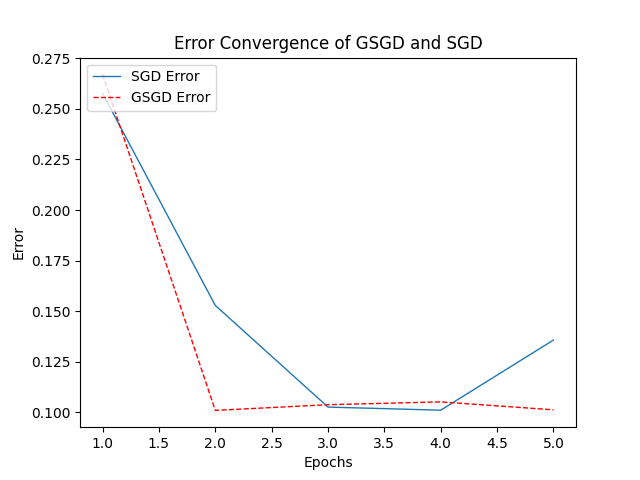 Error Convergence of GSGD and SGD
SGD Error
GSGD Error
0.275
0.250
0.225
0.200
0.175
0.150
0.125
0.100
Error
1.0 1.5 2.0 2.5 3.0 3.5 4.0 4.5 5.0
Epochs